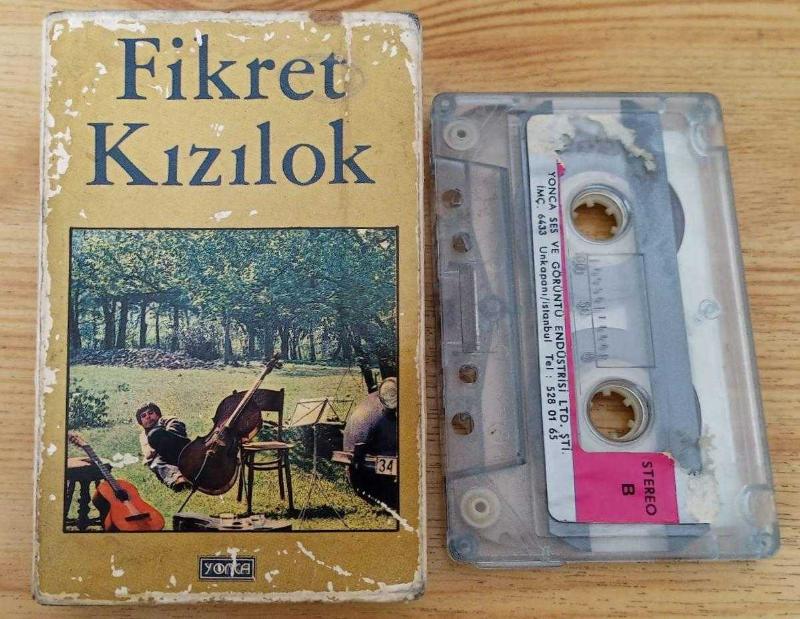 Fikret
Kızılok
34
YONCA
YONCA SES VE GÖRÜNTÜ ENDÜSTRİSİ LTD. ŞTİ.
İMÇ. 6433 Unkapanı/İstanbul Tel : 528 01 65
STEREO
B